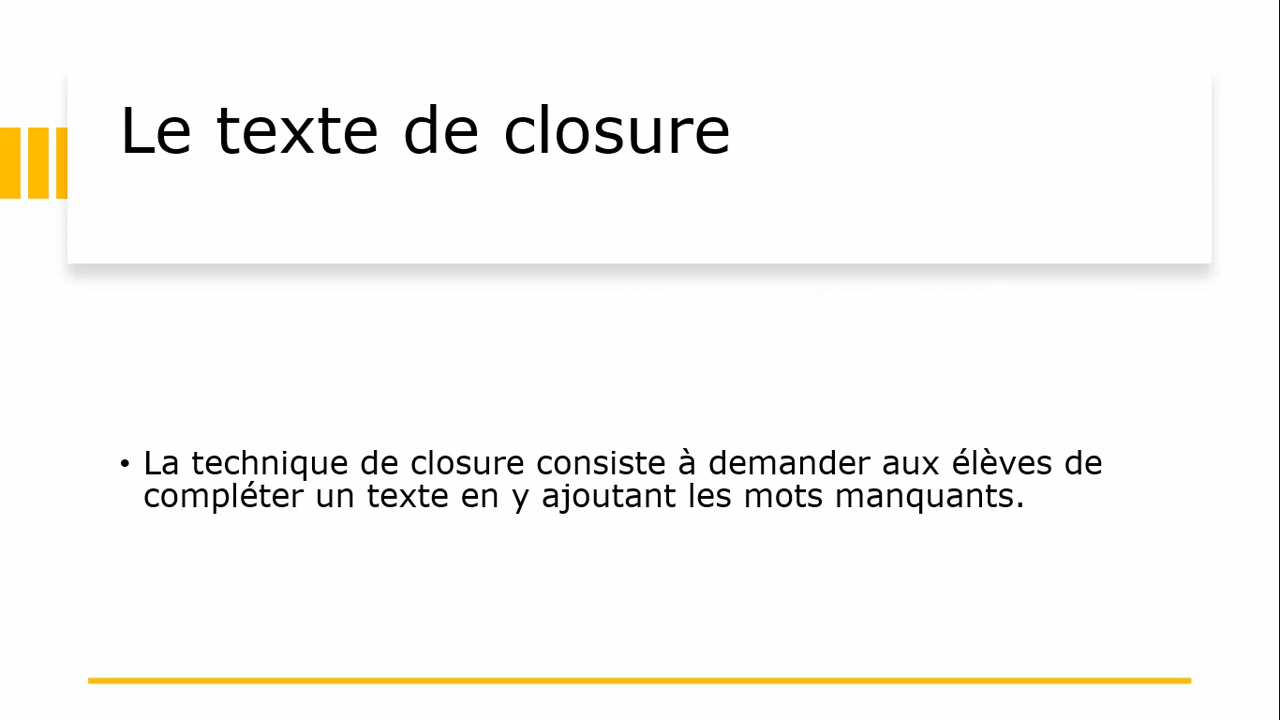 Le texte de closure
• La technique de closure consiste à demander aux élèves de
compléter un texte en y ajoutant les mots manquants.